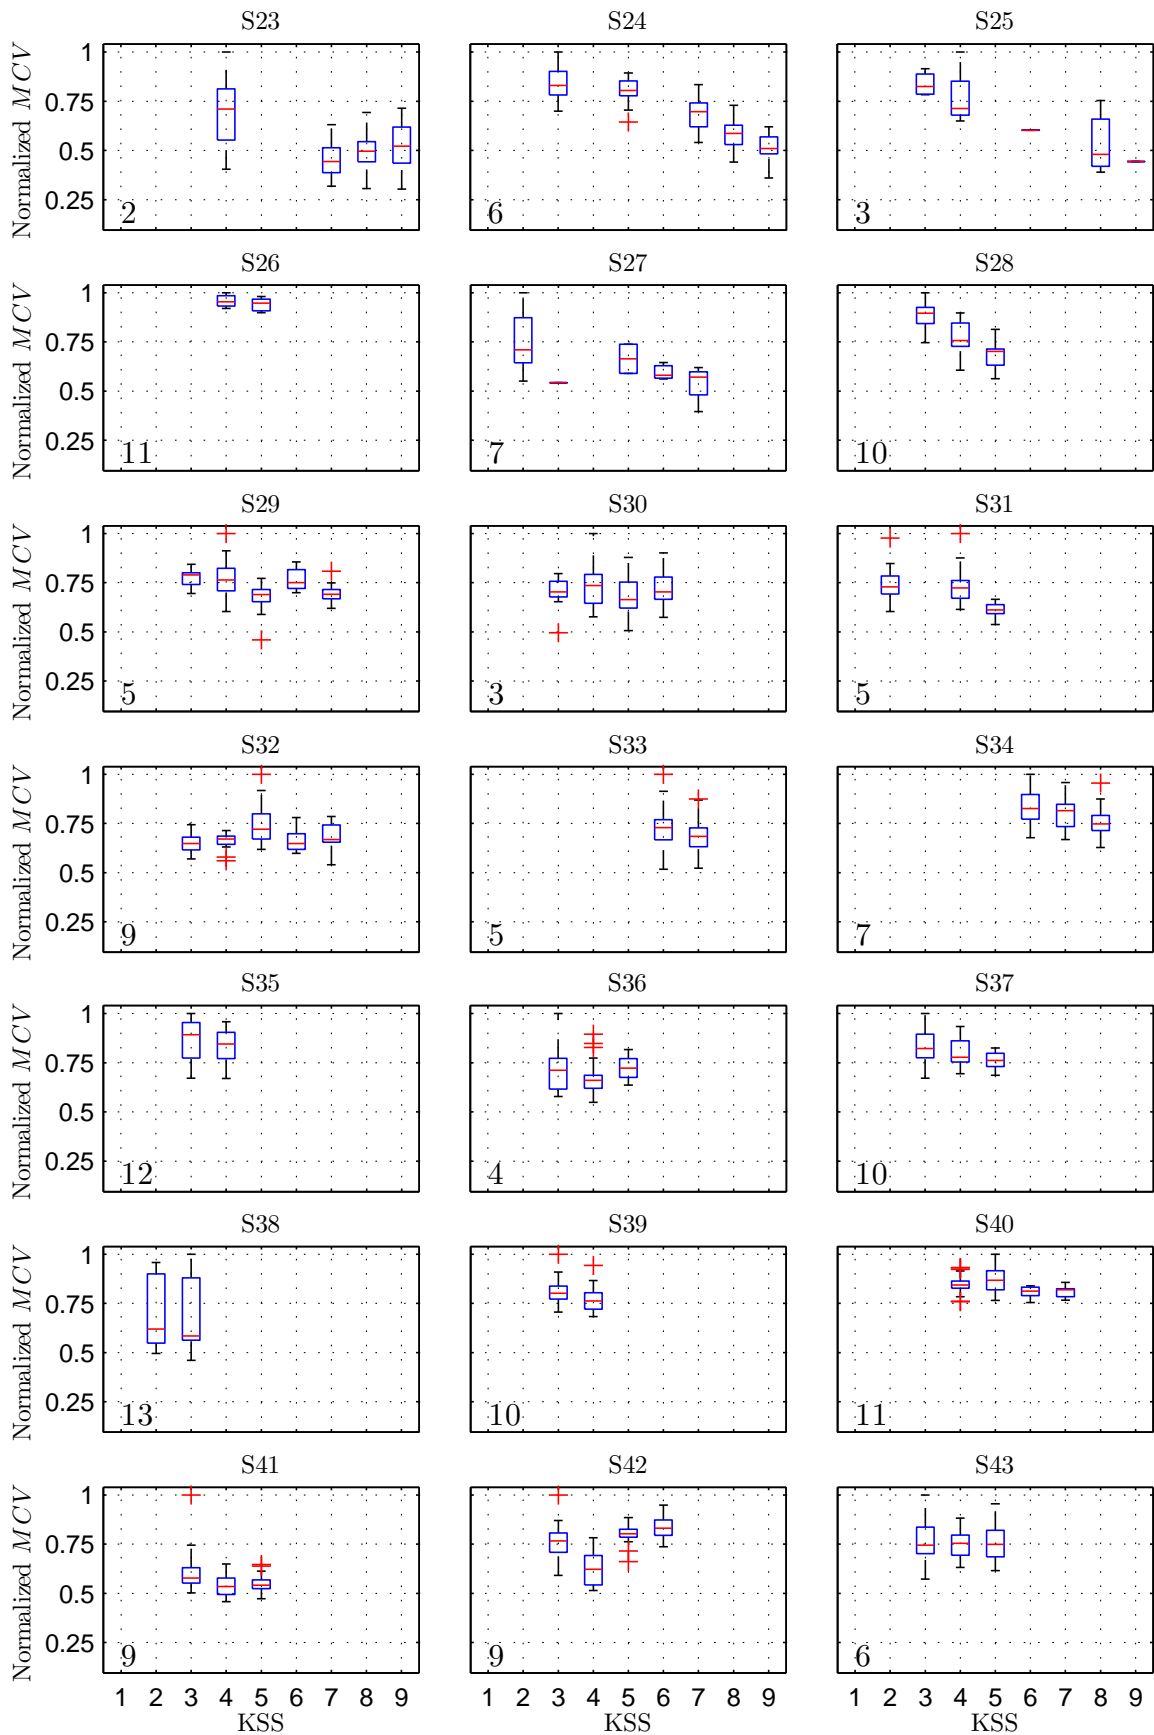 S23 S24 S25
Normalized MCV
1
0.75
0.5
0.25
2 6 3
S26 S27 S28
Normalized MCV
1
0.75
0.5
0.25
11 7 10
S29 S30 S31
Normalized MCV
1
0.75
0.5
0.25
5 3 5
S32 S33 S34
Normalized MCV
1
0.75
0.5
0.25
9 5 7
S35 S36 S37
Normalized MCV
1
0.75
0.5
0.25
12 4 10
S38 S39 S40
Normalized MCV
1
0.75
0.5
0.25
13 10 11
S41 S42 S43
Normalized MCV
1
0.75
0.5
0.25
9 9 6
1 2 3 4 5 6 7 8 9 1 2 3 4 5 6 7 8 9 1 2 3 4 5 6 7 8 9
KSS KSS KSS